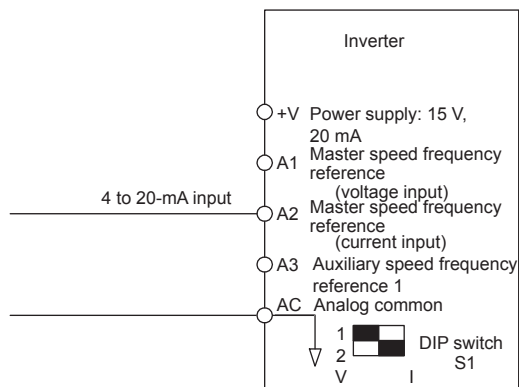 Inverter
+V Power supply: 15 V,
20 mA
A1 Master speed frequency
reference
(voltage input)
4 to 20-mA input
A2 Master speed frequency
reference
(current input)
A3 Auxiliary speed frequency
reference 1
AC Analog common
1
2
DIP switch
S1
V I